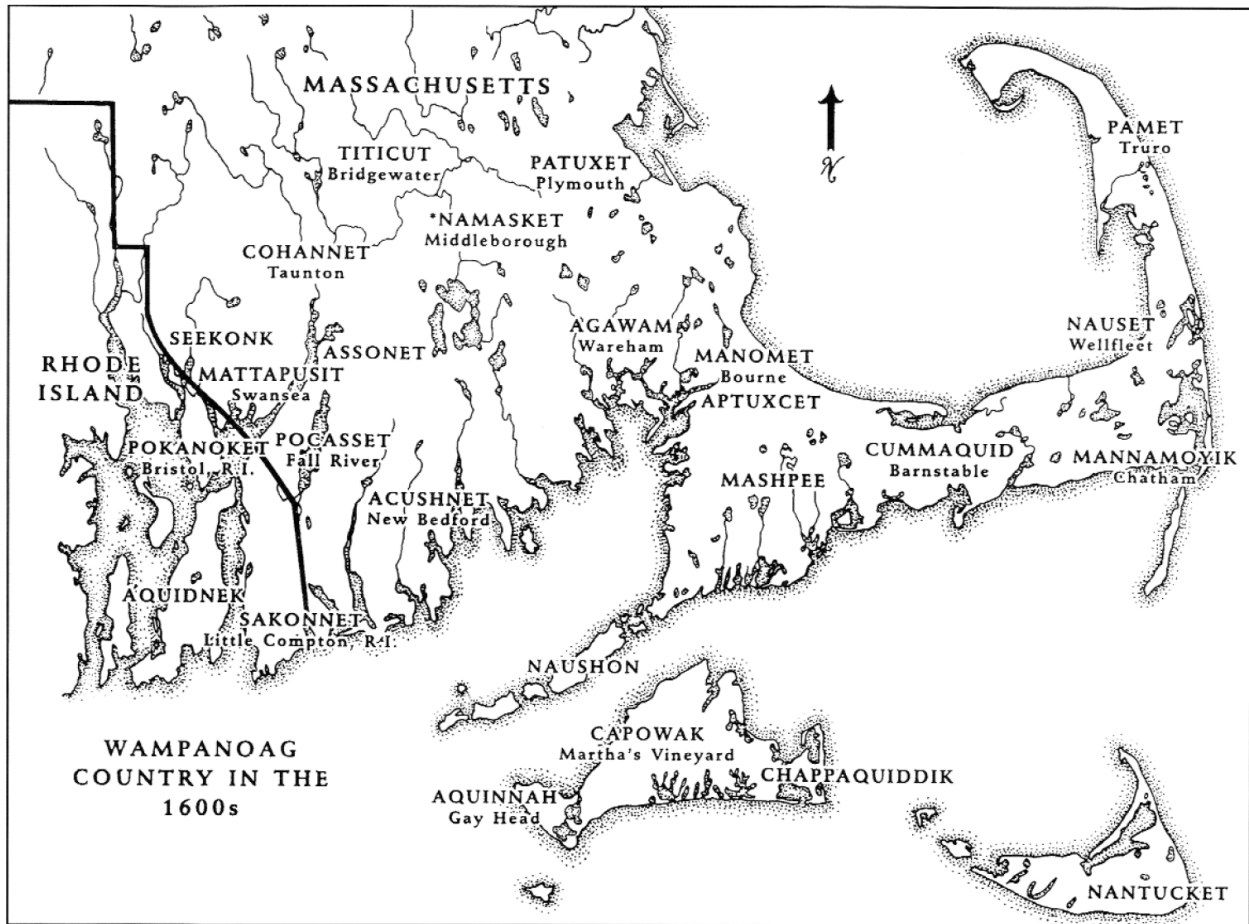 MASSACHUSETTS
PAMET
Truro
TITICUT
Bridgewater
PATUXET
Plymouth
N
*NAMASKET
Middleborough
COHANNET
Taunton
SEEKONK
ASSONET
AGAWAM
Wareham
NAUSET
Wellfleet
RHODE
ISLAND
MATTAPUSIT
Swansea
MANOMET
Bourne
APTUXCET
POKANOKET
Bristol, R.I.
POCASSET
Fall River
CUMMAQUID
Barnstable
MANNAMOYIK
Chatham
ACUSHNET
New Bedford
MASHPEE
AQUIDNEK
SAKONNET
Little Compton, R.I.
NAUSHON
WAMPANOAG
COUNTRY IN THE
1600s
CAPOWAK
Martha's Vineyard
CHAPPAQUIDDIK
AQUINNAH
Gay Head
NANTUCKET